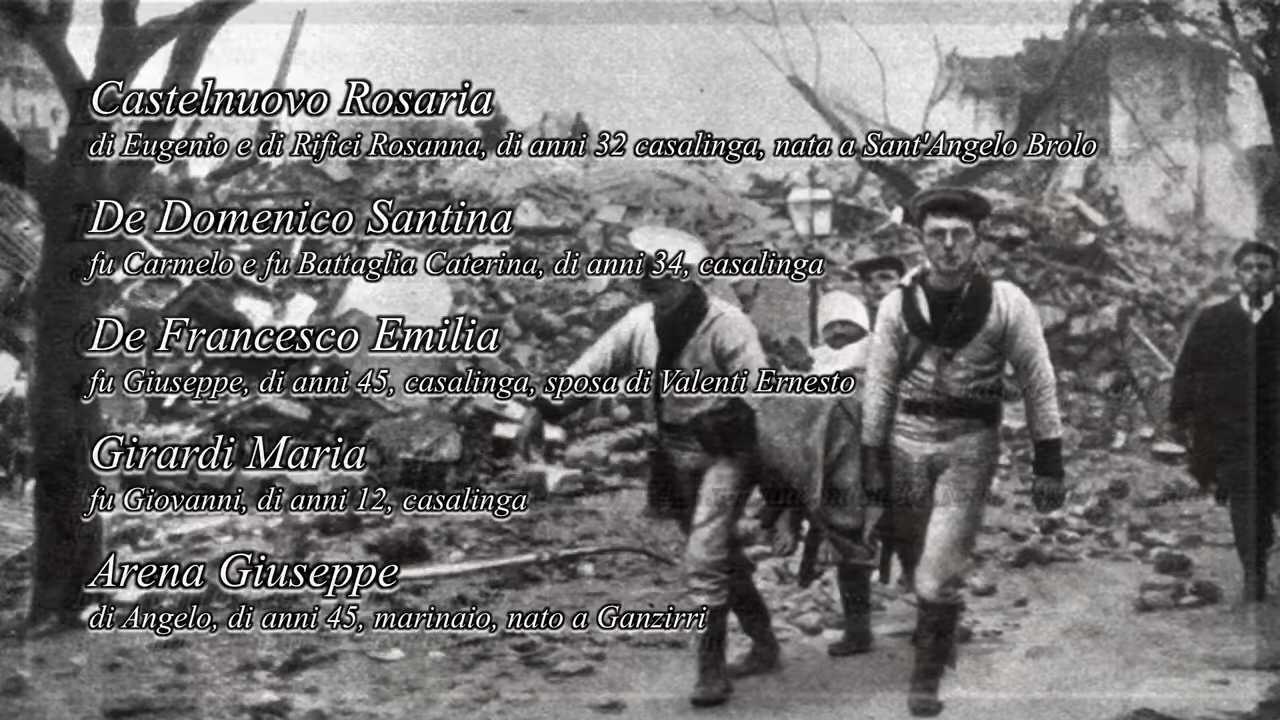 Castelnuovo Rosaria
di Eugenio e di Rifici Rosanna, di anni 32 casalinga, nata a Sant'Angelo Brolo
De Domenico Santina
fu Carmelo e fu Battaglia Caterina, di anni 34, casalinga
De Francesco Emilia
fu Giuseppe, di anni 45, casalinga, sposa di Valenti Ernesto
Girardi Maria
fu Giovanni, di anni 12, casalinga
Arena Giuseppe
di Angelo, di anni 45, marinaio, nato a Ganzirri